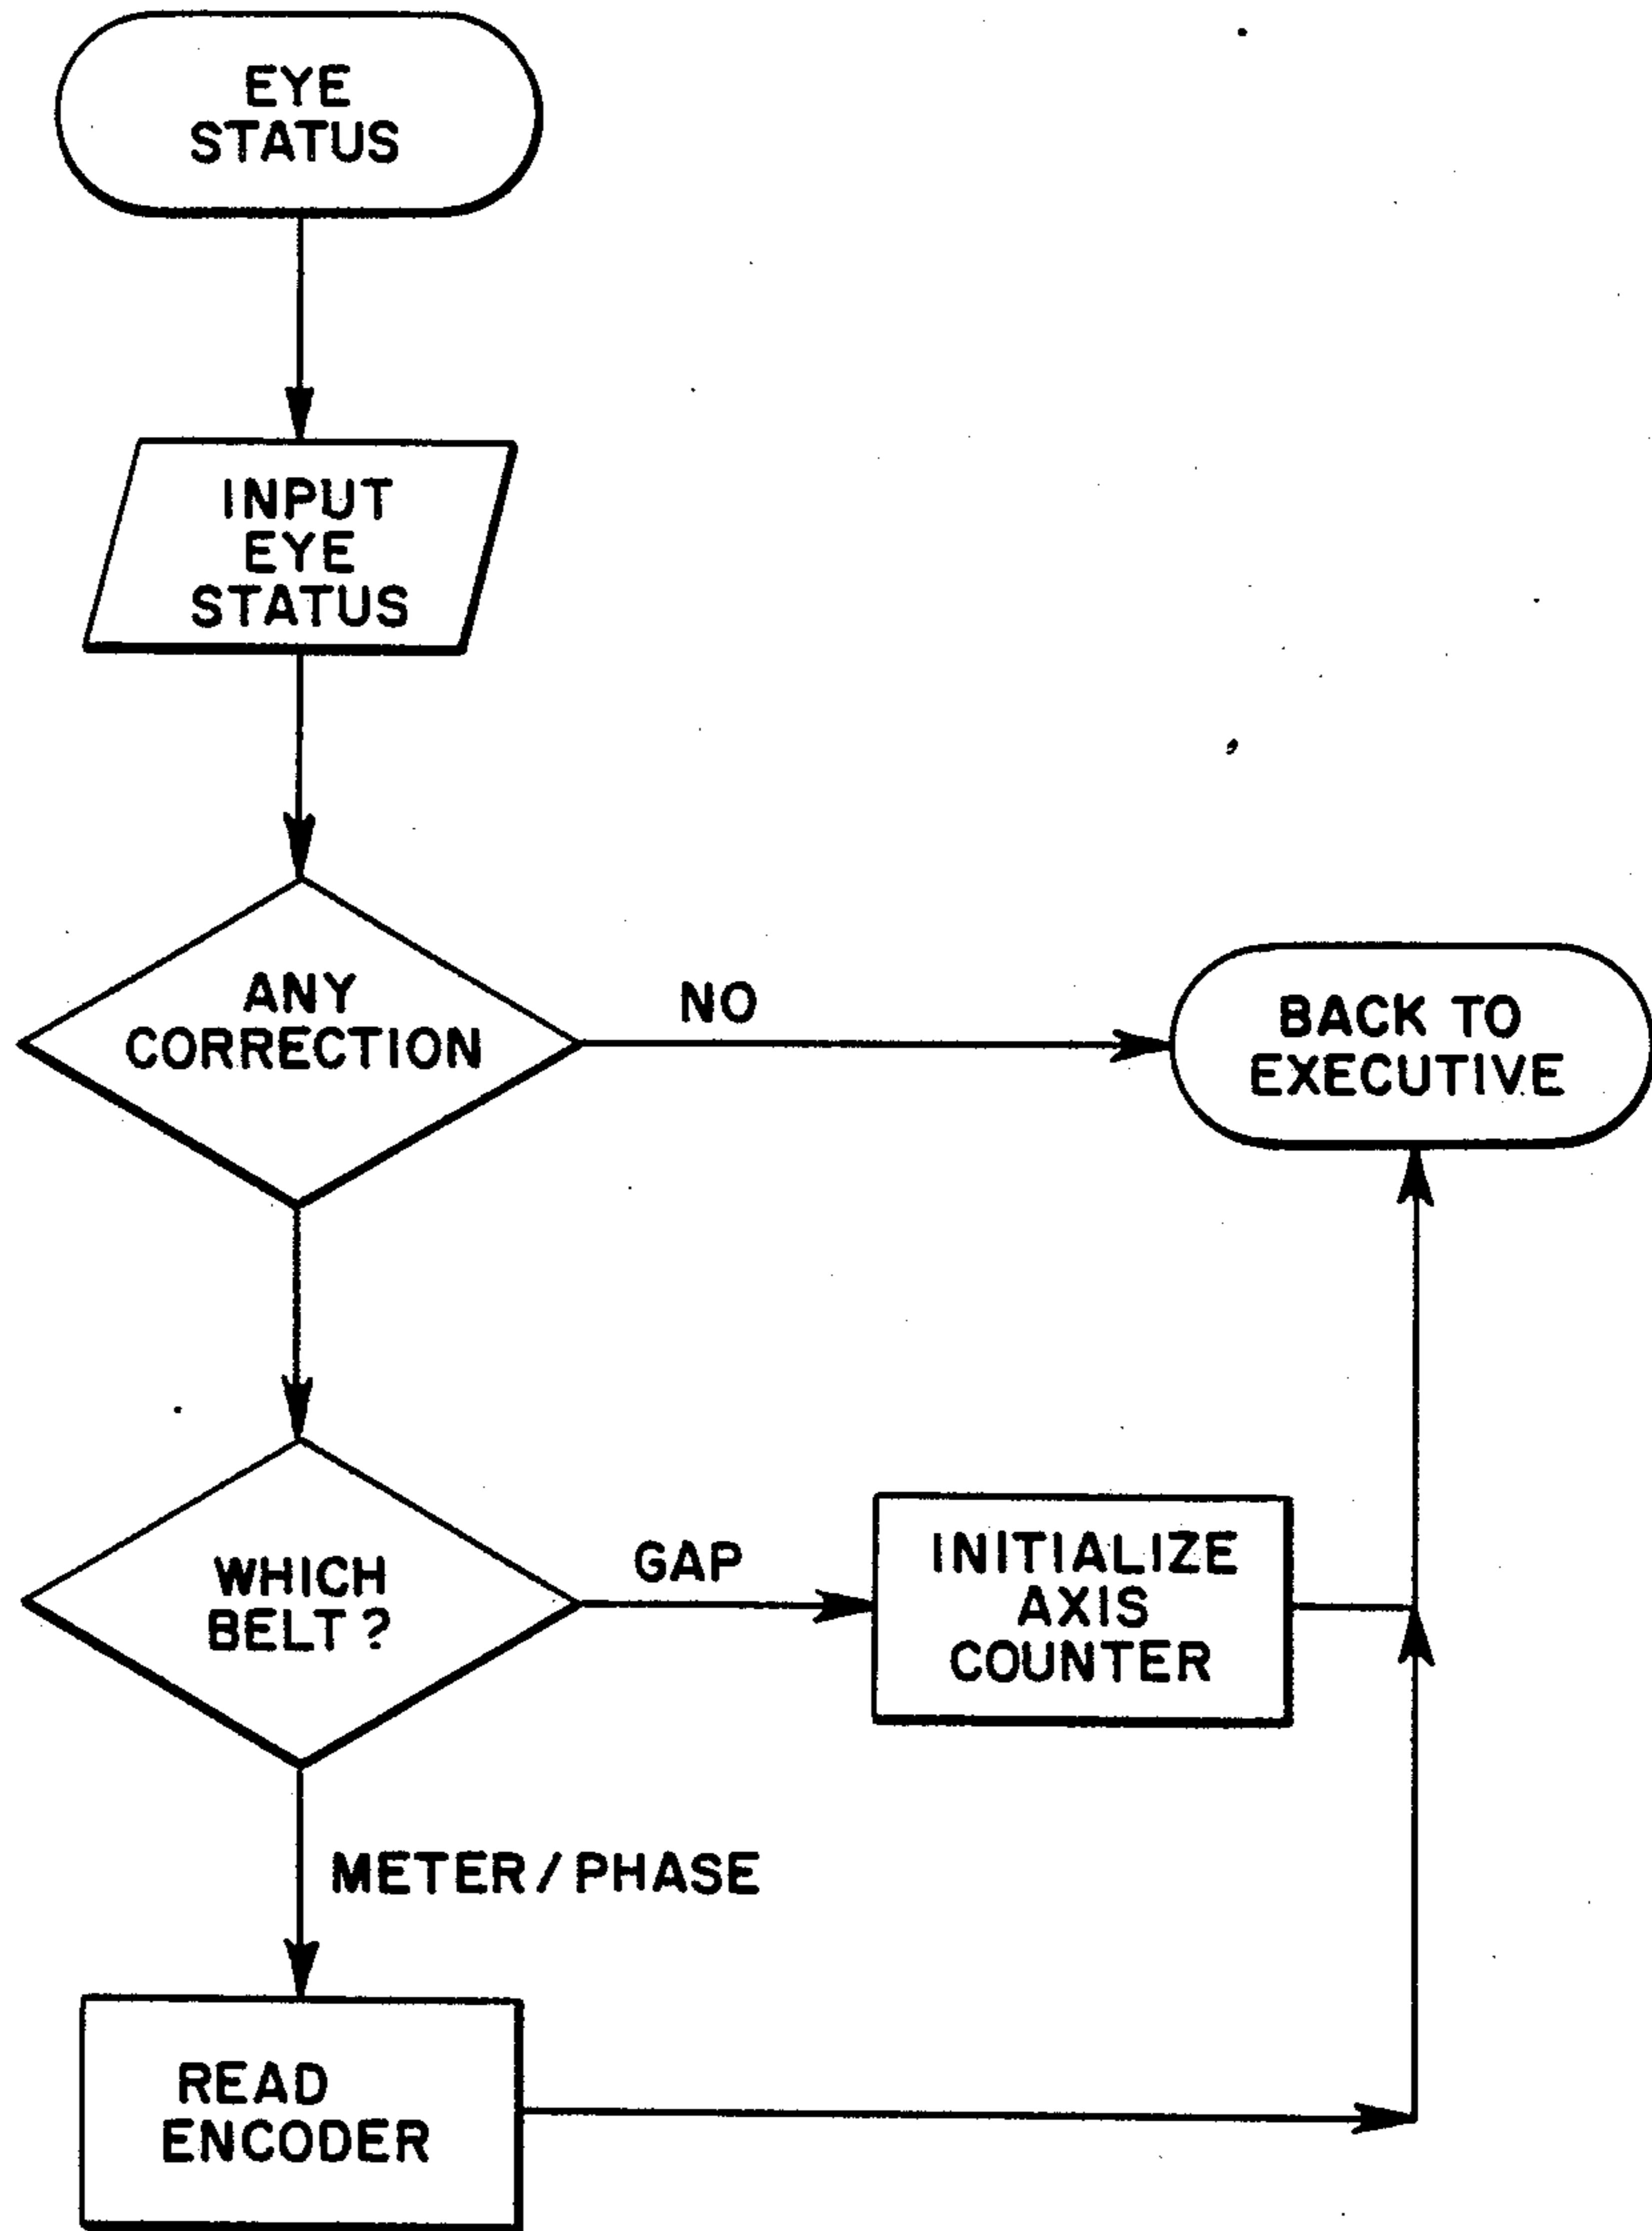 EYE
STATUS
INPUT
EYE
STATUS
ANY
CORRECTION
NO
BACK TO
EXECUTIVE
WHICH
BELT?
GAP
INITIALIZE
AXIS
COUNTER
METER/PHASE
READ
ENCODER